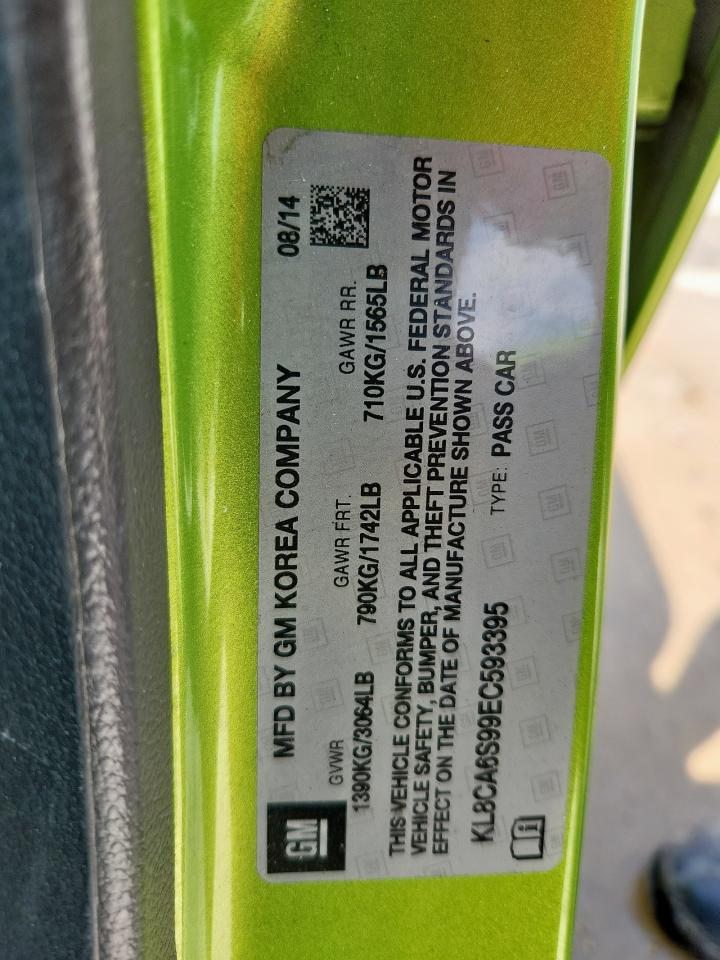 GM
MFD BY GM KOREA COMPANY 08/14
GVWR GAWR FRT. GAWR RR.
1390KG/3064LB 790KG/1742LB 710KG/1565LB
THIS VEHICLE CONFORMS TO ALL APPLICABLE U.S. FEDERAL MOTOR
VEHICLE SAFETY, BUMPER, AND THEFT PREVENTION STANDARDS IN
EFFECT ON THE DATE OF MANUFACTURE SHOWN ABOVE.
KL8CA6S99EC593395 TYPE: PASS CAR